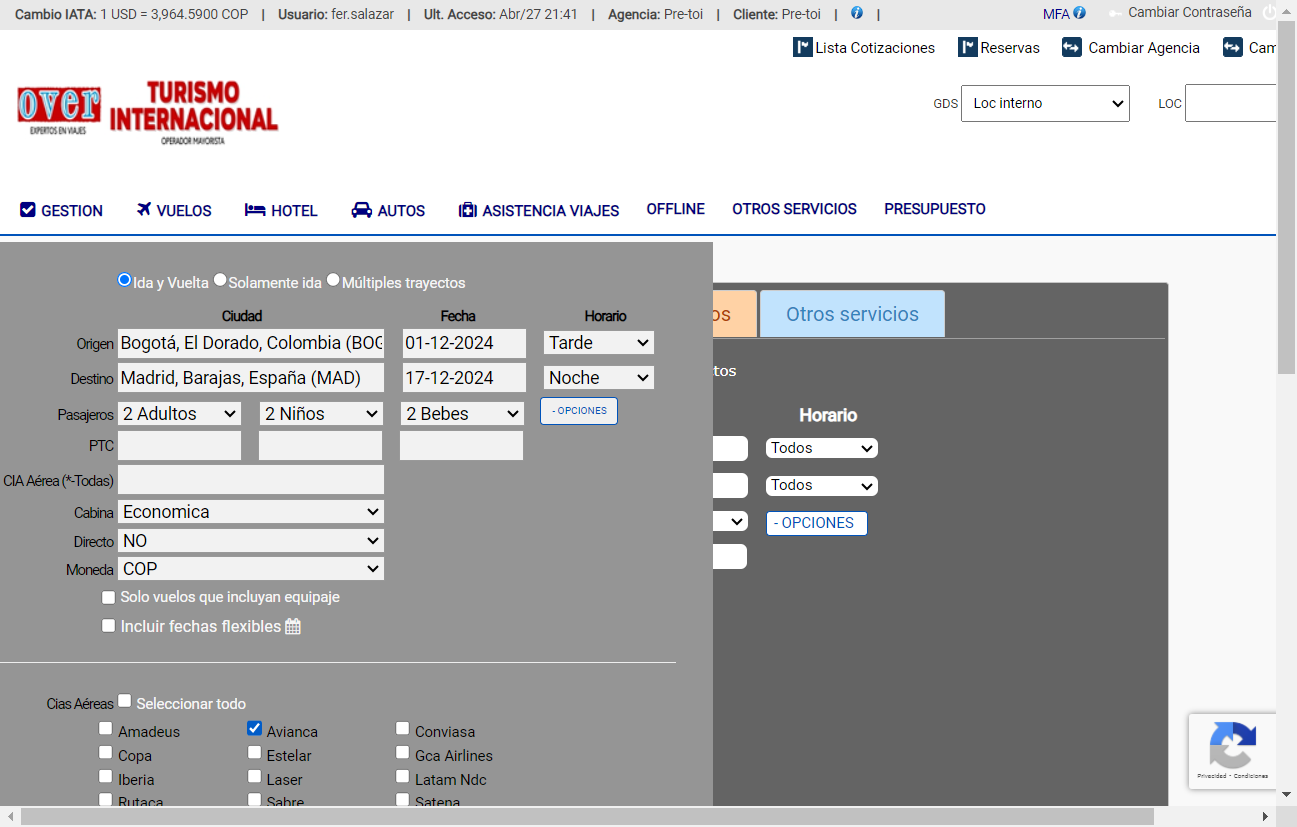 Cambio IATA: 1 USD = 3,964.5900 COP | Usuario: fer.salazar | Ult. Acceso: Abr/27 21:41 | Agencia: Pre-toi | Cliente: Pre-toi | | MFA Cambiar Contraseña
Lista Cotizaciones Reservas Cambiar Agencia Cam
over EXPERTOS EN VIAJES
TURISMO
INTERNACIONAL
OPERADOR MAYORISTA
GDS Loc interno LOC
GESTION VUELOS HOTEL AUTOS ASISTENCIA VIAJES OFFLINE OTROS SERVICIOS PRESUPUESTO
Ida y Vuelta Solamente ida Múltiples trayectos
Ciudad Fecha Horario
Origen Bogotá, El Dorado, Colombia (BOG 01-12-2024 Tarde
Destino Madrid, Barajas, España (MAD) 17-12-2024 Noche
Pasajeros 2 Adultos 2 Niños 2 Bebes - OPCIONES
PTC
CIA Aérea (*-Todas)
Cabina Economica
Directo NO
Moneda COP
Solo vuelos que incluyan equipaje
Incluir fechas flexibles
Cias Aéreas Seleccionar todo
Amadeus Avianca Conviasa
Copa Estelar Gca Airlines
Iberia Laser Latam Ndc
Rutaca Sabre Satena
os Otros servicios
tos
Horario
Todos
Todos
- OPCIONES
Privacidad - Condiciones